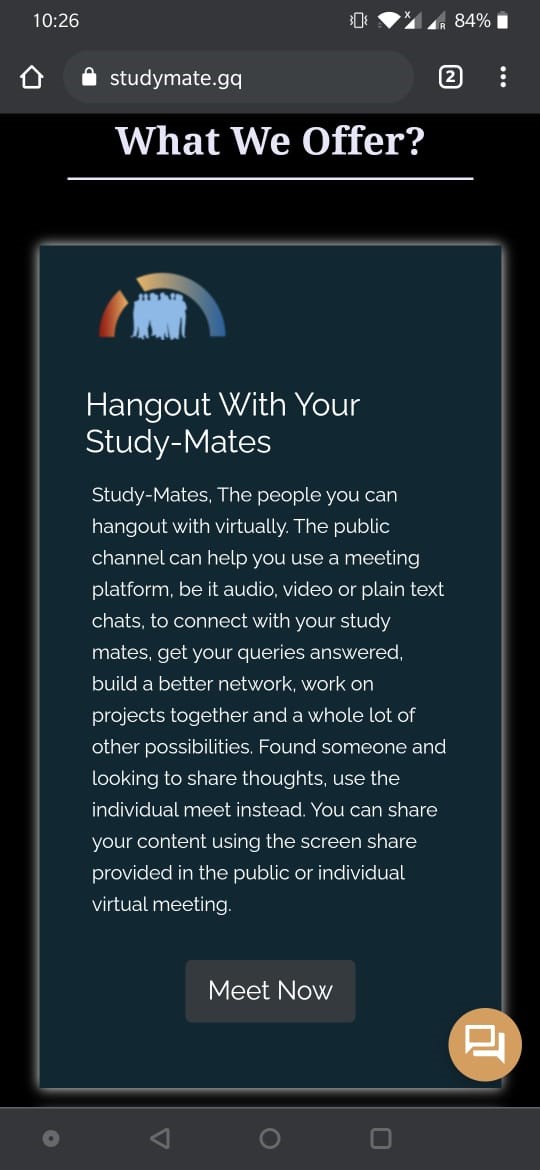 10:26
x
R
84%
studymate.gq
2
What We Offer?
Hangout With Your
Study-Mates
Study-Mates, The people you can
hangout with virtually. The public
channel can help you use a meeting
platform, be it audio, video or plain text
chats, to connect with your study
mates, get your queries answered,
build a better network, work on
projects together and a whole lot of
other possibilities. Found someone and
looking to share thoughts, use the
individual meet instead. You can share
your content using the screen share
provided in the public or individual
virtual meeting.
Meet Now